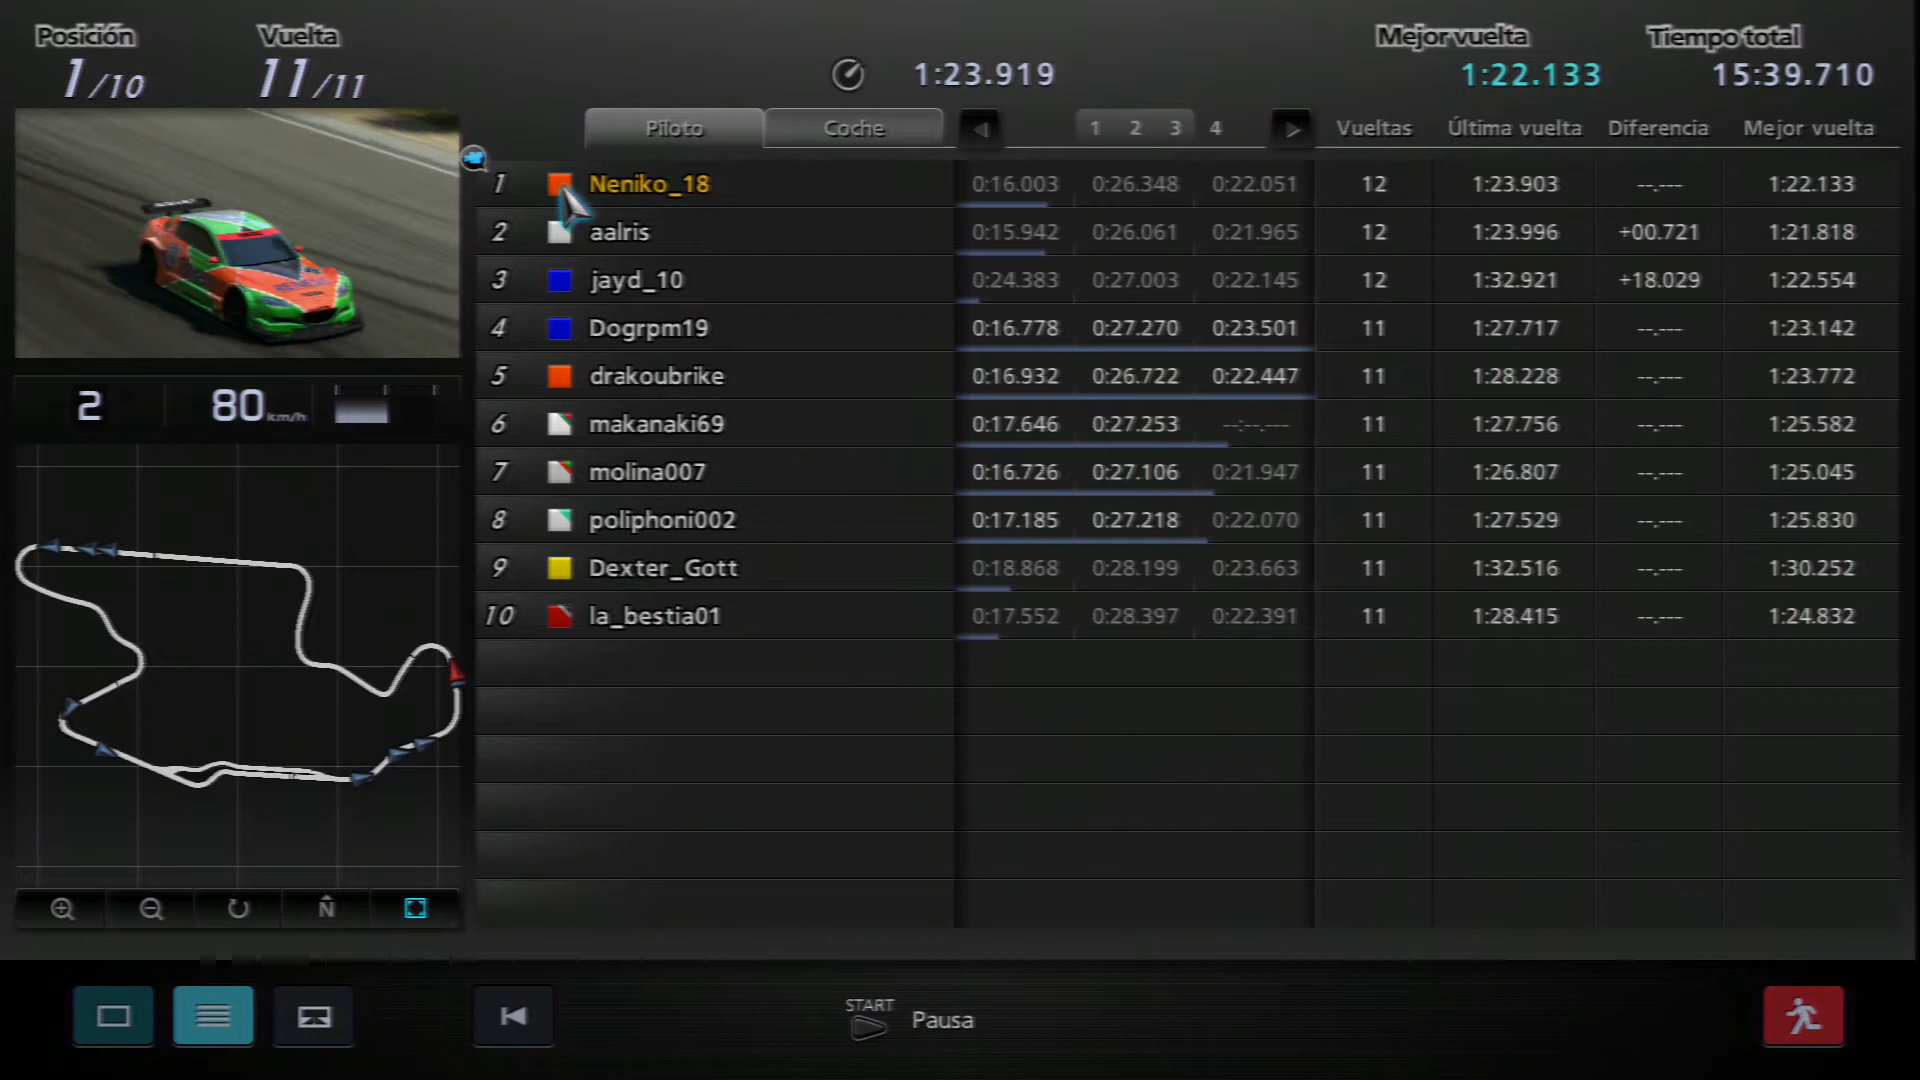 Posición Vuelta Mejor vuelta Tiempo total
1/10 11/11 1:23.919 1:22.133 15:39.710
Piloto Coche 1 2 3 4 Vueltas Última vuelta Diferencia Mejor vuelta
1 Neniko_18 0:16.003 0:26.348 0:22.051 12 1:23.903 --.--- 1:22.133
2 aalris 0:15.942 0:26.061 0:21.965 12 1:23.996 +00.721 1:21.818
3 jayd_10 0:24.383 0:27.003 0:22.145 12 1:32.921 +18.029 1:22.554
4 Dogrpm19 0:16.778 0:27.270 0:23.501 11 1:27.717 --.--- 1:23.142
5 drakoubrike 0:16.932 0:26.722 0:22.447 11 1:28.228 --.--- 1:23.772
6 makanaki69 0:17.646 0:27.253 --:--.--- 11 1:27.756 --.--- 1:25.582
7 molina007 0:16.726 0:27.106 0:21.947 11 1:26.807 --.--- 1:25.045
8 poliphoni002 0:17.185 0:27.218 0:22.070 11 1:27.529 --.--- 1:25.830
9 Dexter_Gott 0:18.868 0:28.199 0:23.663 11 1:32.516 --.--- 1:30.252
10 la_bestia01 0:17.552 0:28.397 0:22.391 11 1:28.415 --.--- 1:24.832
2 80 km/h
N
START
Pausa